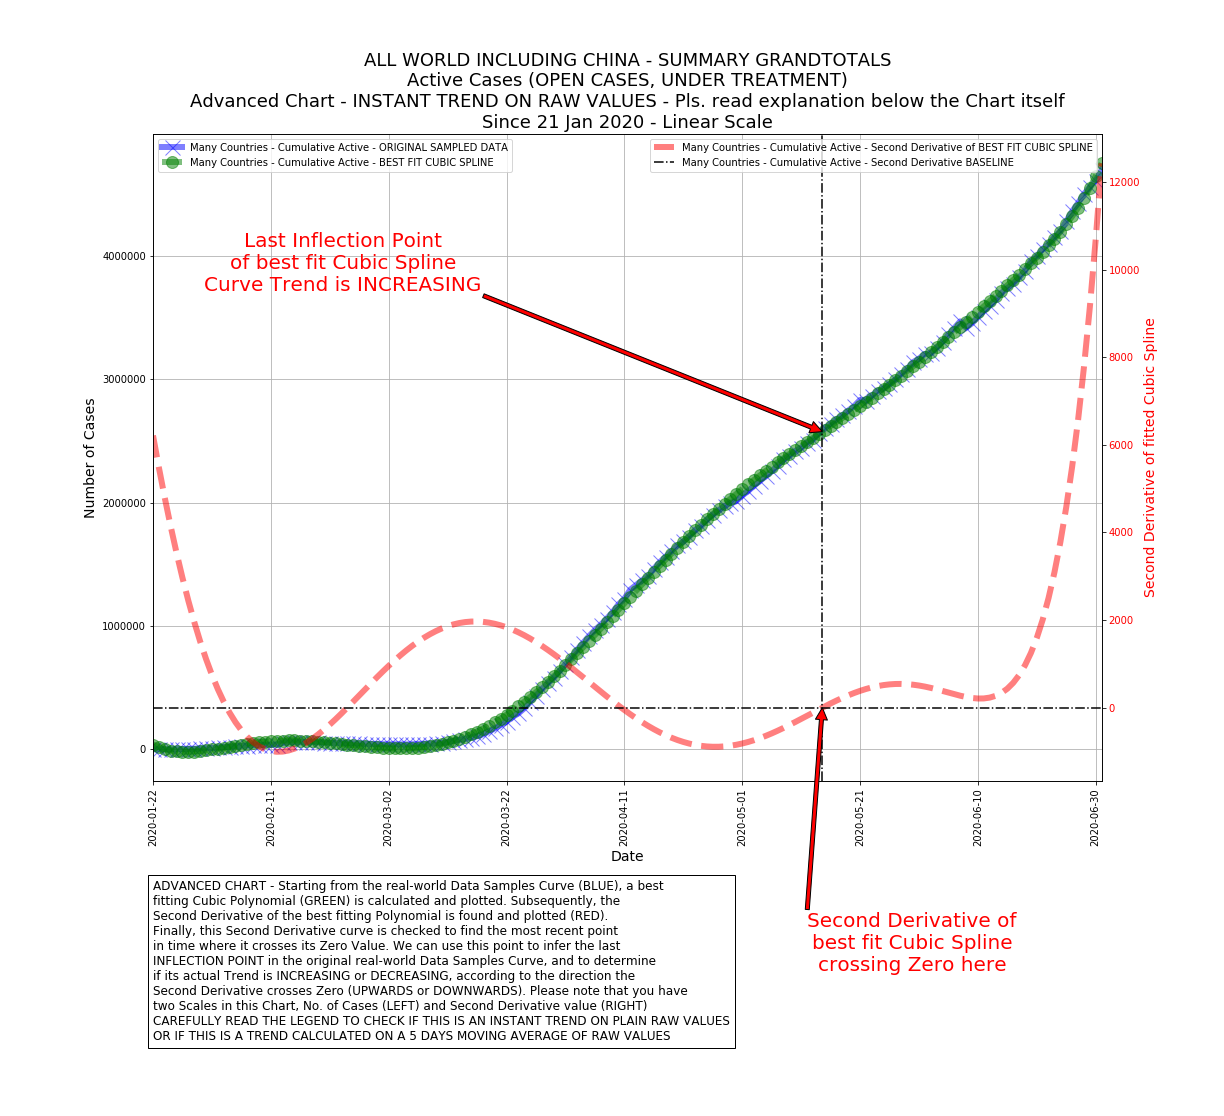 ALL WORLD INCLUDING CHINA - SUMMARY GRANDTOTALS
Active Cases (OPEN CASES, UNDER TREATMENT)
Advanced Chart - INSTANT TREND ON RAW VALUES - Pls. read explanation below the Chart itself
Since 21 Jan 2020 - Linear Scale
Many Countries - Cumulative Active - ORIGINAL SAMPLED DATA
Many Countries - Cumulative Active - BEST FIT CUBIC SPLINE
Many Countries - Cumulative Active - Second Derivative of BEST FIT CUBIC SPLINE
Many Countries - Cumulative Active - Second Derivative BASELINE
Last Inflection Point
of best fit Cubic Spline
Curve Trend is INCREASING
Number of Cases
4000000
3000000
2000000
1000000
0
12000
10000
8000
6000
4000
2000
0
Second Derivative of fitted Cubic Spline
2020-01-22
2020-02-11
2020-03-02
2020-03-22
2020-04-11
2020-05-01
2020-05-21
2020-06-10
2020-06-30
Date
Second Derivative of
best fit Cubic Spline
crossing Zero here
ADVANCED CHART - Starting from the real-world Data Samples Curve (BLUE), a best
fitting Cubic Polynomial (GREEN) is calculated and plotted. Subsequently, the
Second Derivative of the best fitting Polynomial is found and plotted (RED).
Finally, this Second Derivative curve is checked to find the most recent point
in time where it crosses its Zero Value. We can use this point to infer the last
INFLECTION POINT in the original real-world Data Samples Curve, and to determine
if its actual Trend is INCREASING or DECREASING, according to the direction the
Second Derivative crosses Zero (UPWARDS or DOWNWARDS). Please note that you have
two Scales in this Chart, No. of Cases (LEFT) and Second Derivative value (RIGHT)
CAREFULLY READ THE LEGEND TO CHECK IF THIS IS AN INSTANT TREND ON PLAIN RAW VALUES
OR IF THIS IS A TREND CALCULATED ON A 5 DAYS MOVING AVERAGE OF RAW VALUES